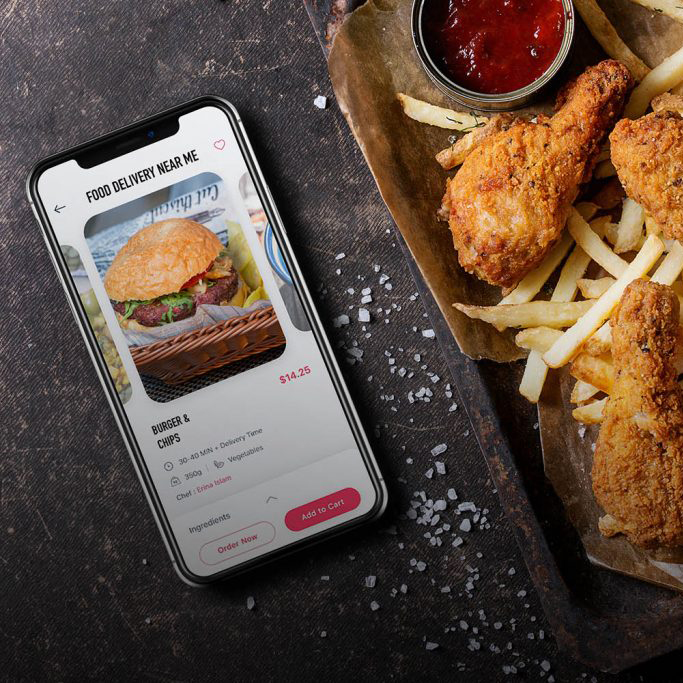 FOOD DELIVERY NEAR ME
$14.25
BURGER &
CHIPS
30-40 MIN + Delivery Time
350g | Vegetables
Chef : Erina Islam
Ingredients
Order Now
Add to Cart